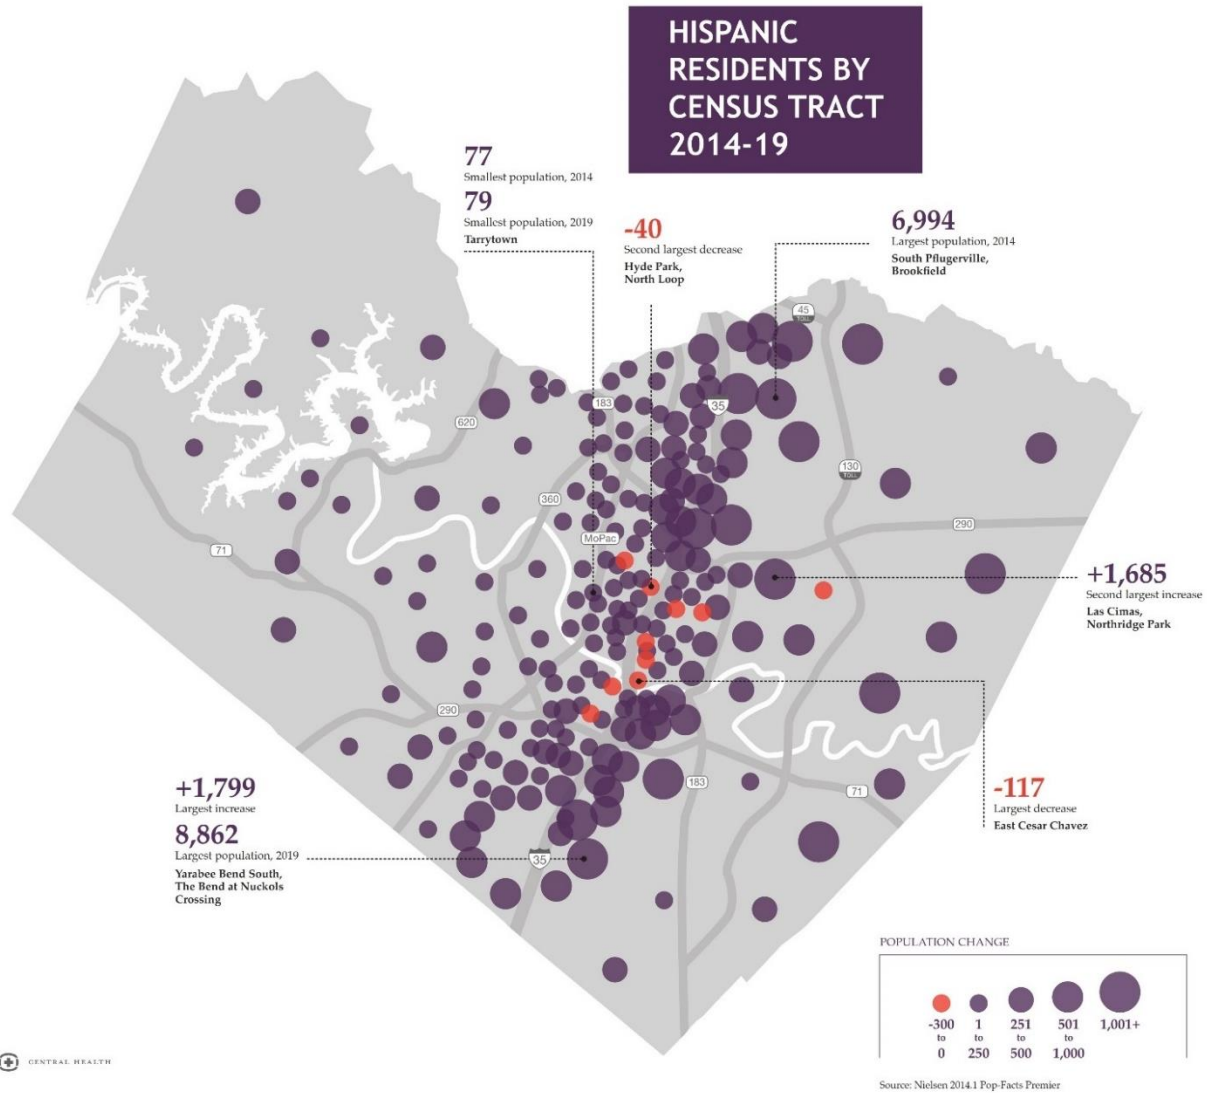 HISPANIC
RESIDENTS BY
CENSUS TRACT
2014-19
77
Smallest population, 2014
79
Smallest population, 2019
Tarrytown
-40
Second largest decrease
Hyde Park,
North Loop
6,994
Largest population, 2014
South Pflugerville,
Brookfield
45
TOLL
183
35
620
130
TOLL
360
290
MoPac
71
+1,685
Second largest increase
Las Cimas,
Northridge Park
290
183
71
+1,799
Largest increase
8,862
Largest population, 2019
Yarabee Bend South,
The Bend at Nuckols
Crossing
35
-117
Largest decrease
East Cesar Chavez
POPULATION CHANGE
-300 1 251 501 1,001+
to to to to
0 250 500 1,000
CENTRAL HEALTH
Source: Nielsen 2014.1 Pop-Facts Premier